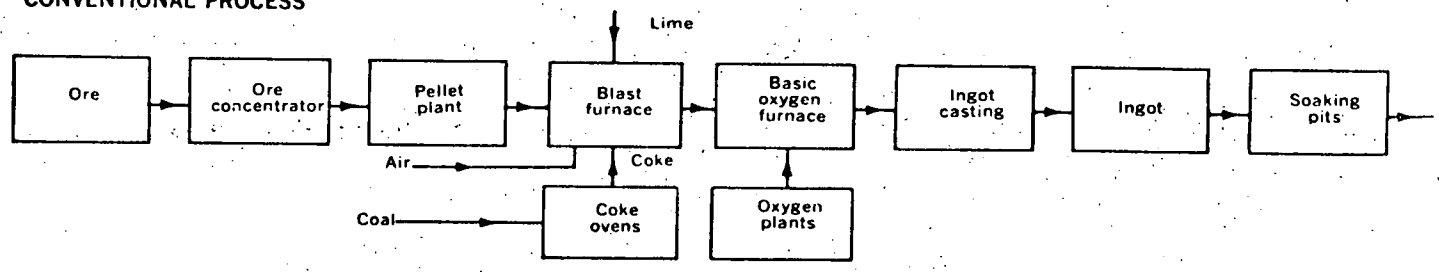 CONVENTIONAL PROCESS
Lime
Ore
Ore
concentrator
Pellet
plant
Blast
furnace
Basic
oxygen
furnace
Ingot
casting
Ingot
Soaking
pits
Air
Coke
Coal
Coke
ovens
Oxygen
plants